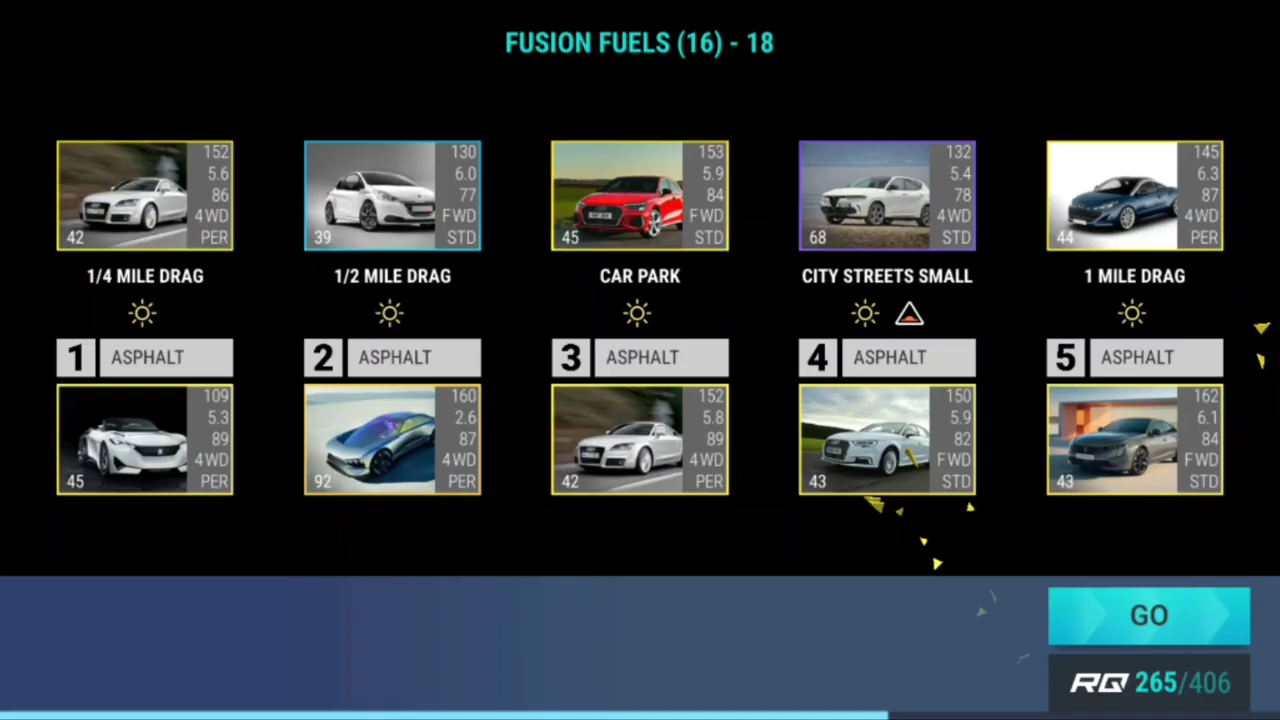 FUSION FUELS (16) - 18
152
5.6
86
4WD
42 PER
130
6.0
77
FWD
39 STD
153
5.9
84
FWD
45 STD
132
5.4
78
4WD
68 STD
145
6.3
87
4WD
44 PER
1/4 MILE DRAG
1/2 MILE DRAG
CAR PARK
CITY STREETS SMALL
1 MILE DRAG
1 ASPHALT
2 ASPHALT
3 ASPHALT
4 ASPHALT
5 ASPHALT
109
5.3
89
4WD
45 PER
160
2.6
87
4WD
92 PER
152
5.8
89
4WD
42 PER
150
5.9
82
FWD
43 STD
162
6.1
84
FWD
43 STD
GO
RQ 265/406